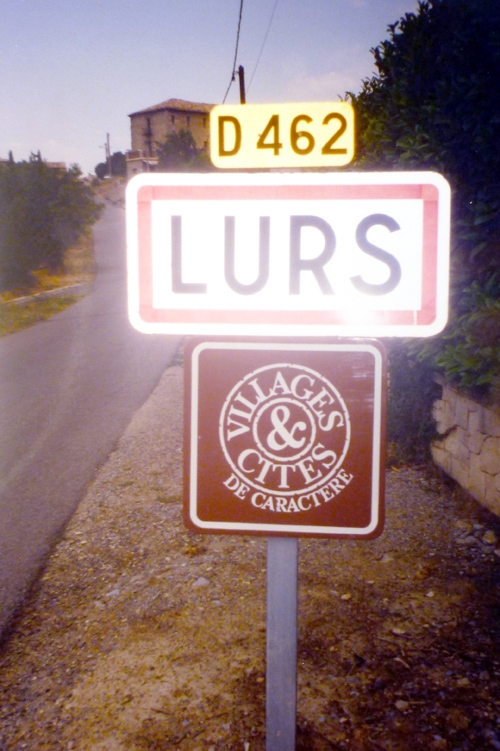 D 462
LURS
VILLAGES
&
CITES
DE CARACTERE